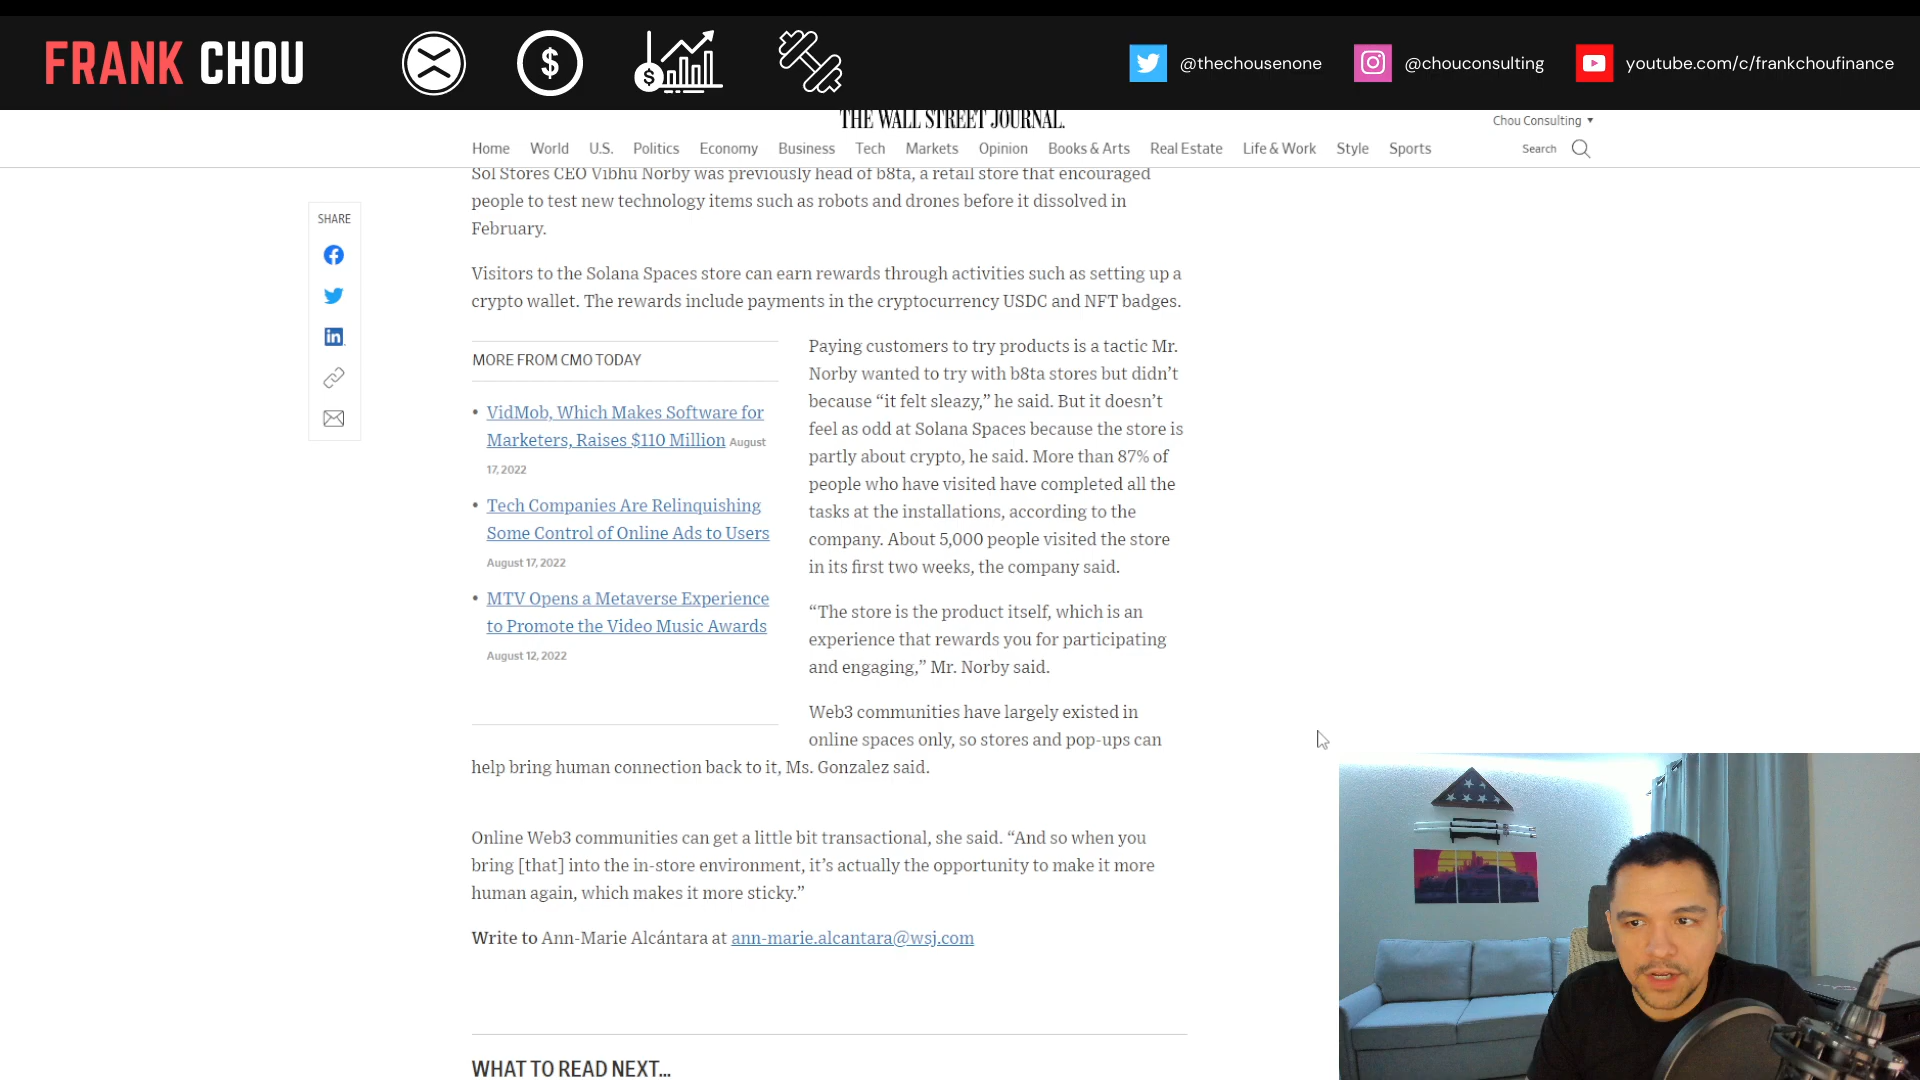 FRANK CHOU
@thechousenone
@chouconsulting
youtube.com/c/frankchoufinance
THE WALL STREET JOURNAL.
Chou Consulting
Home World U.S. Politics Economy Business Tech Markets Opinion Books & Arts Real Estate Life & Work Style Sports
Search
SHARE
Sol Stores CEO Vibhu Norby was previously head of b8ta, a retail store that encouraged
people to test new technology items such as robots and drones before it dissolved in
February.
Visitors to the Solana Spaces store can earn rewards through activities such as setting up a
crypto wallet. The rewards include payments in the cryptocurrency USDC and NFT badges.
MORE FROM CMO TODAY
• VidMob, Which Makes Software for
Marketers, Raises $110 Million August
17, 2022
• Tech Companies Are Relinquishing
Some Control of Online Ads to Users
August 17, 2022
• MTV Opens a Metaverse Experience
to Promote the Video Music Awards
August 12, 2022
Paying customers to try products is a tactic Mr.
Norby wanted to try with b8ta stores but didn’t
because “it felt sleazy,” he said. But it doesn’t
feel as odd at Solana Spaces because the store is
partly about crypto, he said. More than 87% of
people who have visited have completed all the
tasks at the installations, according to the
company. About 5,000 people visited the store
in its first two weeks, the company said.
“The store is the product itself, which is an
experience that rewards you for participating
and engaging,” Mr. Norby said.
Web3 communities have largely existed in
online spaces only, so stores and pop-ups can
help bring human connection back to it, Ms. Gonzalez said.
Online Web3 communities can get a little bit transactional, she said. “And so when you
bring [that] into the in-store environment, it’s actually the opportunity to make it more
human again, which makes it more sticky.”
Write to Ann-Marie Alcántara at ann-marie.alcantara@wsj.com
WHAT TO READ NEXT...